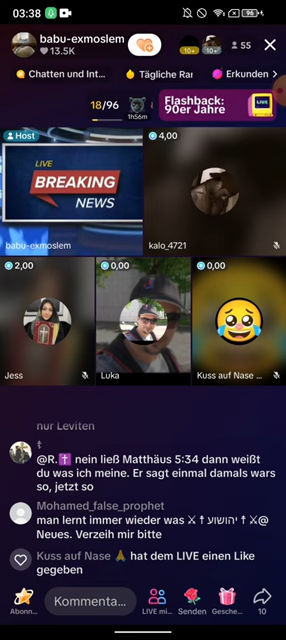 03:38
96
babu-exmoslem
13.5K
10+
10+
55
Chatten und Int...
Tägliche Ran
Erkunden
18/96
1h56m
Flashback:
90er Jahre
LIVE
Host
4,00
LIVE
BREAKING
NEWS
babu-exmoslem
kalo_4721
2,00
0,00
0,00
Jess
Luka
Kuss auf Nase ...
nur Leviten
@R.✝️ nein ließ Matthäus 5:34 dann weißt
du was ich meine. Er sagt einmal damals wars
so, jetzt so
Mohamed_false_prophet
man lernt immer wieder was ⚔✝יהושוע✝⚔@
Neues. Verzeih mir bitte
Kuss auf Nase 🙏 hat dem LIVE einen Like
gegeben
Abonn...
Kommenta...
LIVE mi...
Senden
Gesche...
10